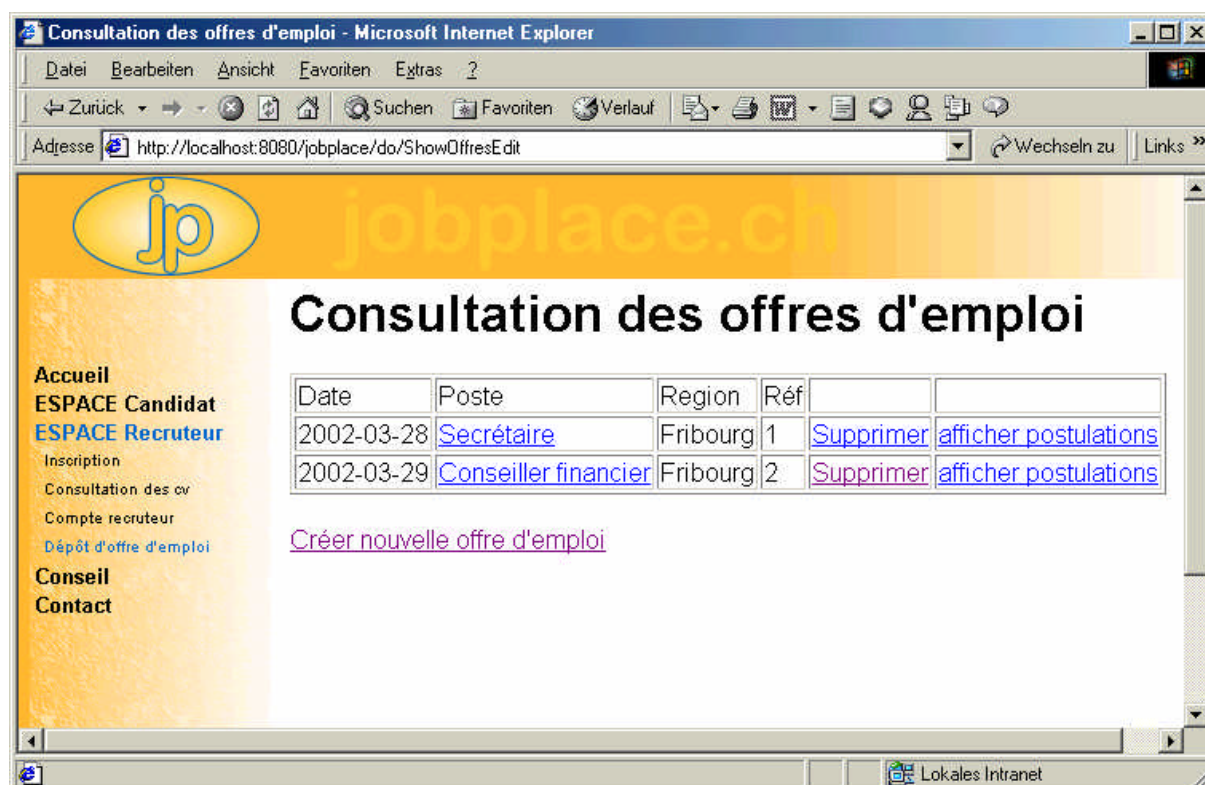 Consultation des offres d'emploi - Microsoft Internet Explorer
Datei Bearbeiten Ansicht Favoriten Extras ?
Zurück Suchen Favoriten Verlauf
Adresse http://localhost:8080/jobplace/do/ShowOffresEdit Wechseln zu Links »
jp jobplace.ch
Consultation des offres d'emploi
Accueil
ESPACE Candidat
ESPACE Recruteur
Inscription
Consultation des cv
Compte recruteur
Dépôt d'offre d'emploi
Conseil
Contact
Date Poste Region Réf
2002-03-28 Secrétaire Fribourg 1 Supprimer afficher postulations
2002-03-29 Conseiller financier Fribourg 2 Supprimer afficher postulations
Créer nouvelle offre d'emploi
Lokales Intranet